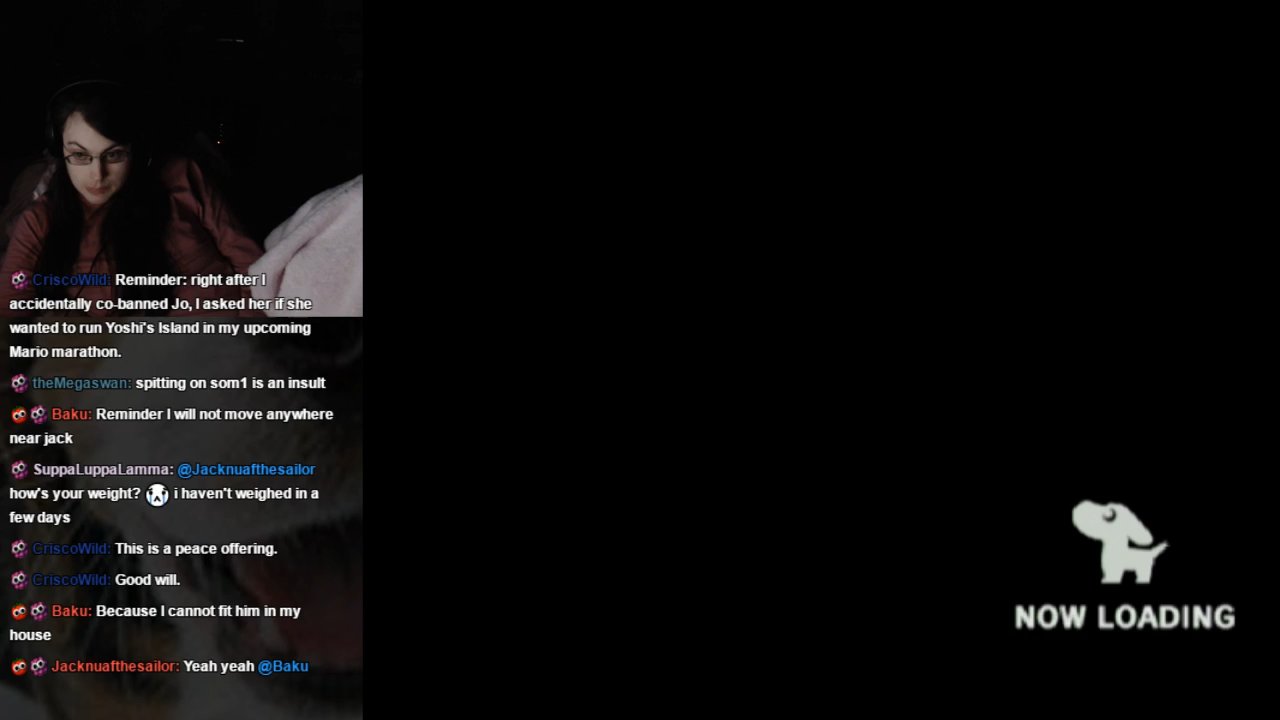 CriscoWild: Reminder: right after I
accidentally co-banned Jo, I asked her if she
wanted to run Yoshi's Island in my upcoming
Mario marathon.
theMegaswan: spitting on som1 is an insult
Baku: Reminder I will not move anywhere
near jack
SuppaLuppaLamma: @Jacknuafthesailor
how's your weight? i haven't weighed in a
few days
CriscoWild: This is a peace offering.
CriscoWild: Good will.
Baku: Because I cannot fit him in my
house
Jacknuafthesailor: Yeah yeah @Baku
NOW LOADING